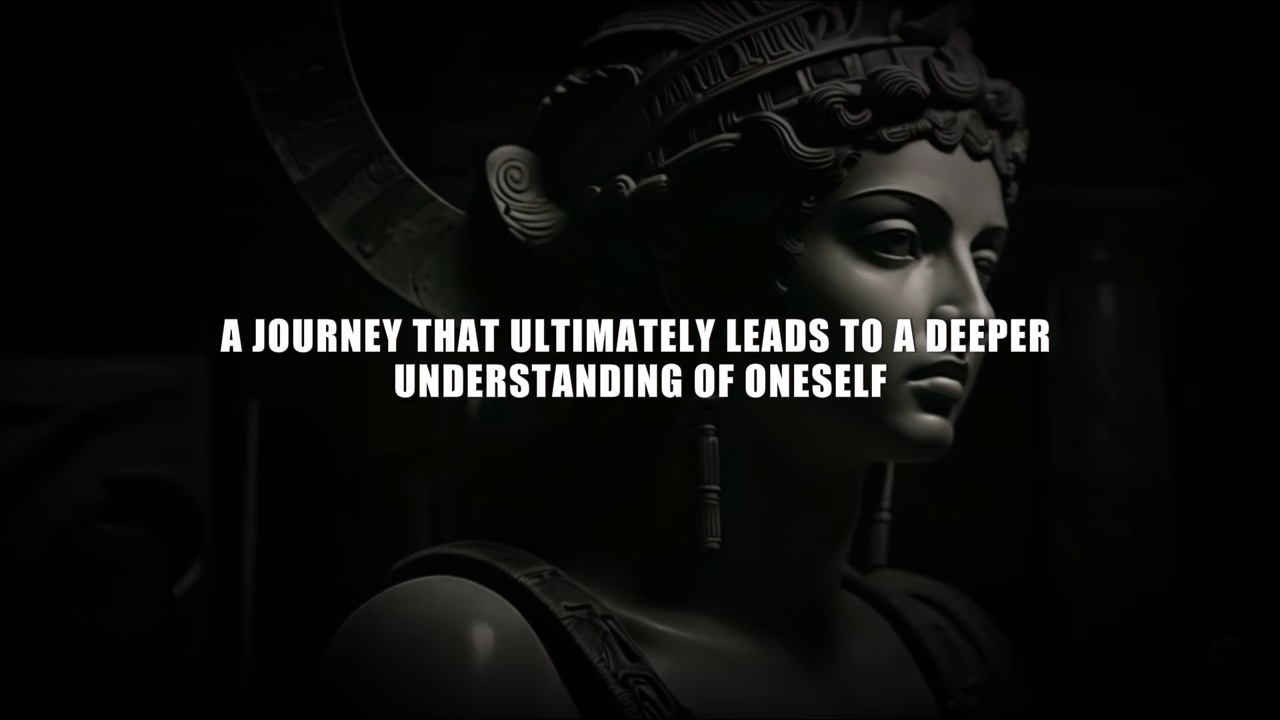 A JOURNEY THAT ULTIMATELY LEADS TO A DEEPER
UNDERSTANDING OF ONESELF